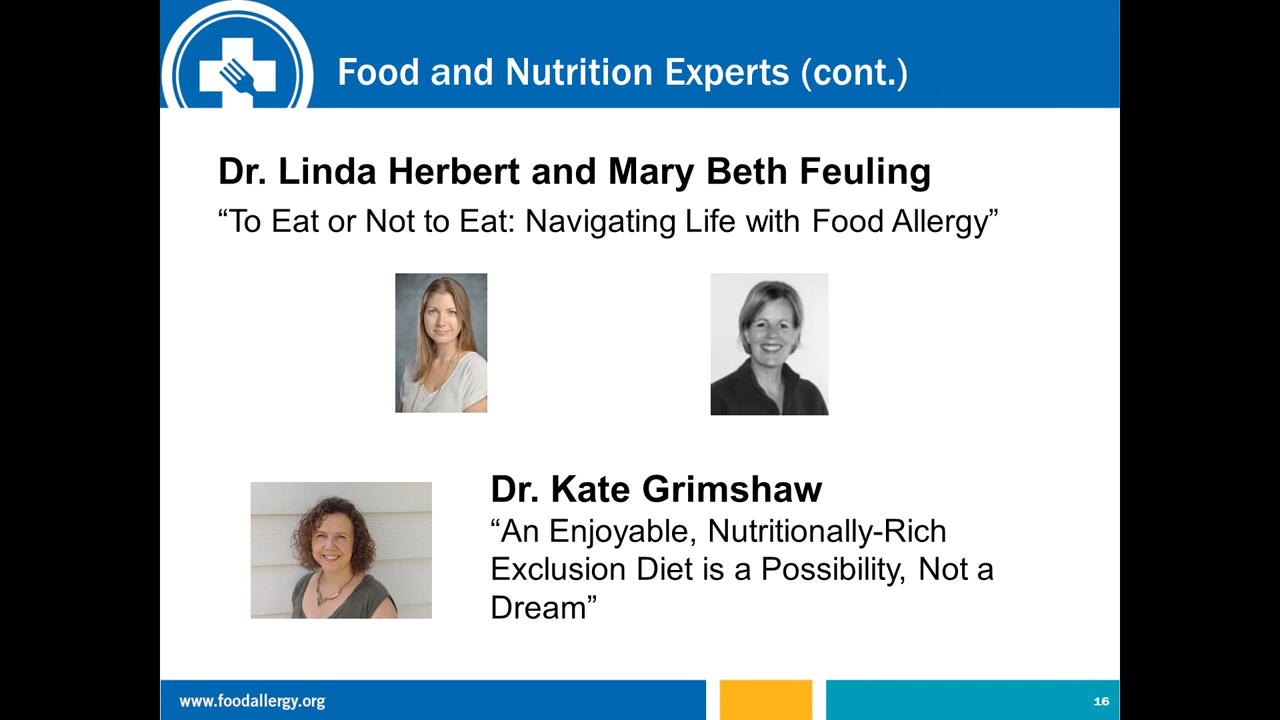 Food and Nutrition Experts (cont.)
Dr. Linda Herbert and Mary Beth Feuling
“To Eat or Not to Eat: Navigating Life with Food Allergy”
Dr. Kate Grimshaw
“An Enjoyable, Nutritionally-Rich
Exclusion Diet is a Possibility, Not a
Dream”
www.foodallergy.org
16